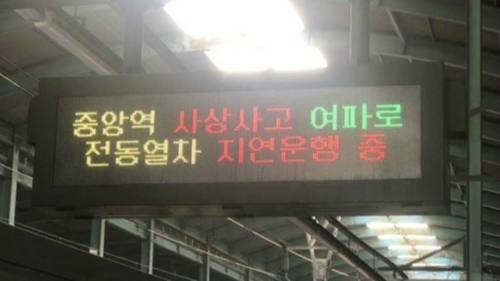 중앙역 사상사고 여파로
전동열차 지연운행 중